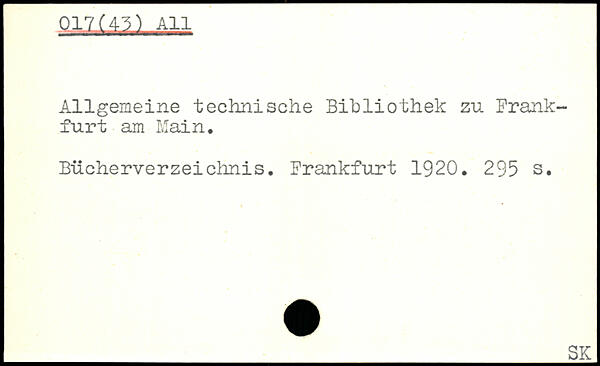 017(43) All
Allgemeine technische Bibliothek zu Frank-
furt am Main.
Bücherverzeichnis. Frankfurt 1920. 295 s.
SK